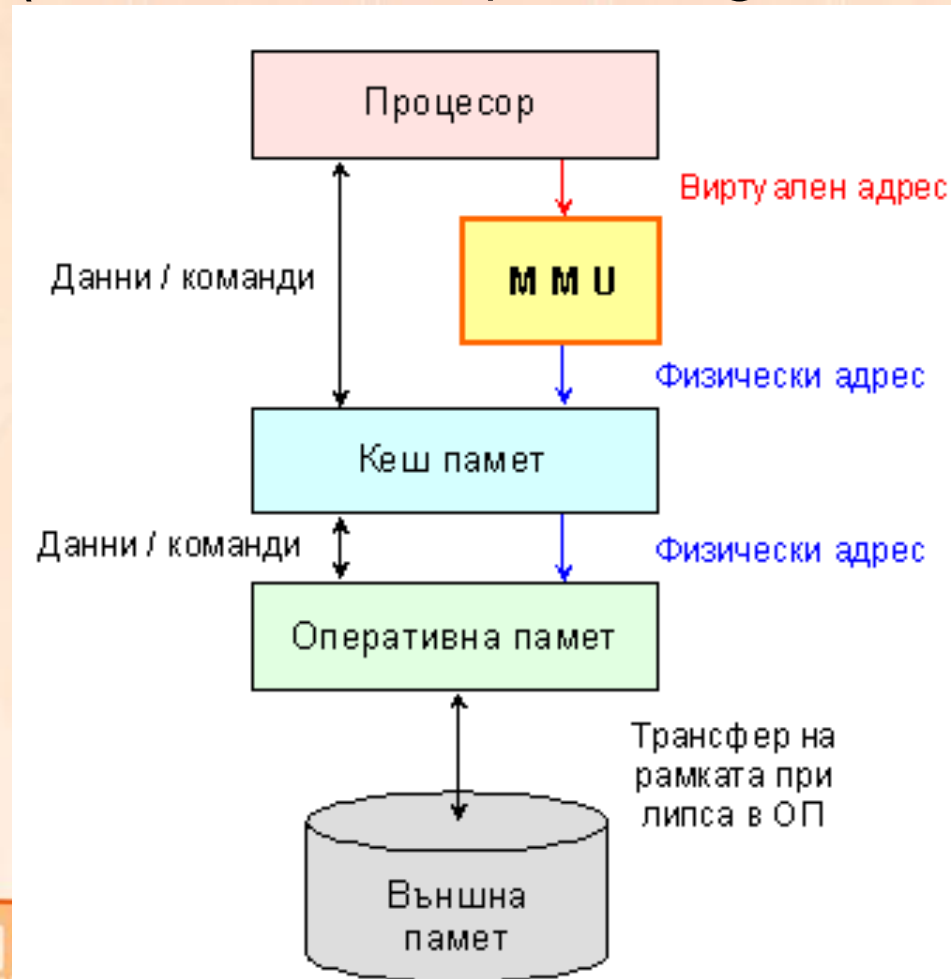 Процесор
Виртуален адрес
Данни / команди
M M U
Физически адрес
Кеш памет
Данни / команди
Физически адрес
Оперативна памет
Трансфер на
рамката при
липса в ОП
Външна
памет